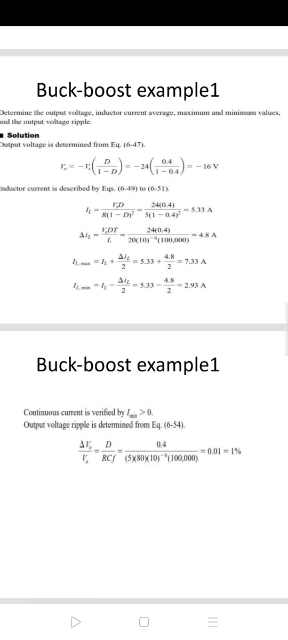 Buck-boost example1
Determine the output voltage, inductor current average, maximum and minimum values,
and the output voltage ripple.
■ Solution
Output voltage is determined from Eq. (6-47).
V_o = −V_s(D / (1 − D)) = −24(0.4 / (1 − 0.4)) = −16 V
Inductor current is described by Eqs. (6-49) to (6-51).
I_L = V_sD / R(1 − D)² = 24(0.4) / 5(1 − 0.4)² = 5.33 A
Δi_L = V_sDT / L = 24(0.4) / 20(10)⁻⁶(100,000) = 4.8 A
I_L, max = I_L + Δi_L / 2 = 5.33 + 4.8 / 2 = 7.33 A
I_L, min = I_L − Δi_L / 2 = 5.33 − 4.8 / 2 = 2.93 A
Buck-boost example1
Continuous current is verified by I_min > 0.
Output voltage ripple is determined from Eq. (6-54).
ΔV_o / V_o = D / RCf = 0.4 / (5)(80)(10)⁻⁶(100,000) = 0.01 = 1%